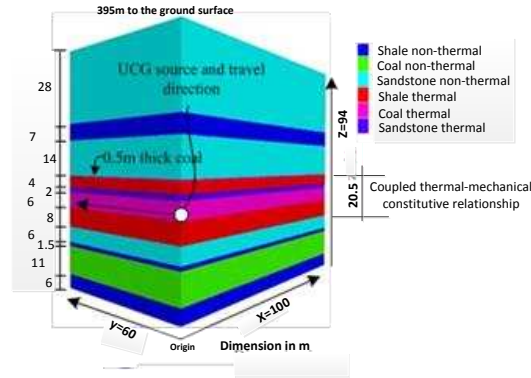 395m to the ground surface
UCG source and travel
direction
0.5m thick coal
28
7
14
4
2
6
8
6
1.5
11
6
Shale non-thermal
Coal non-thermal
Sandstone non-thermal
Shale thermal
Coal thermal
Sandstone thermal
Z=94
20.5
Coupled thermal-mechanical
constitutive relationship
y=60
X=100
Origin
Dimension in m